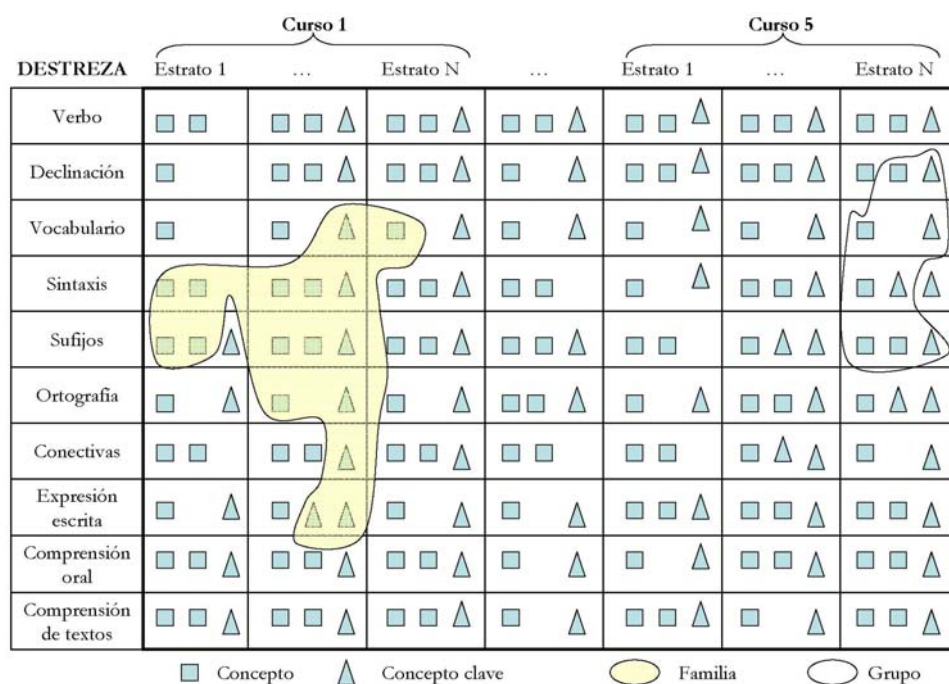 Curso 1 Curso 5
DESTREZA Estrato 1 … Estrato N … Estrato 1 … Estrato N
Verbo
Declinación
Vocabulario
Sintaxis
Sufijos
Ortografía
Conectivas
Expresión
escrita
Comprensión
oral
Comprensión
de textos
Concepto Concepto clave Familia Grupo